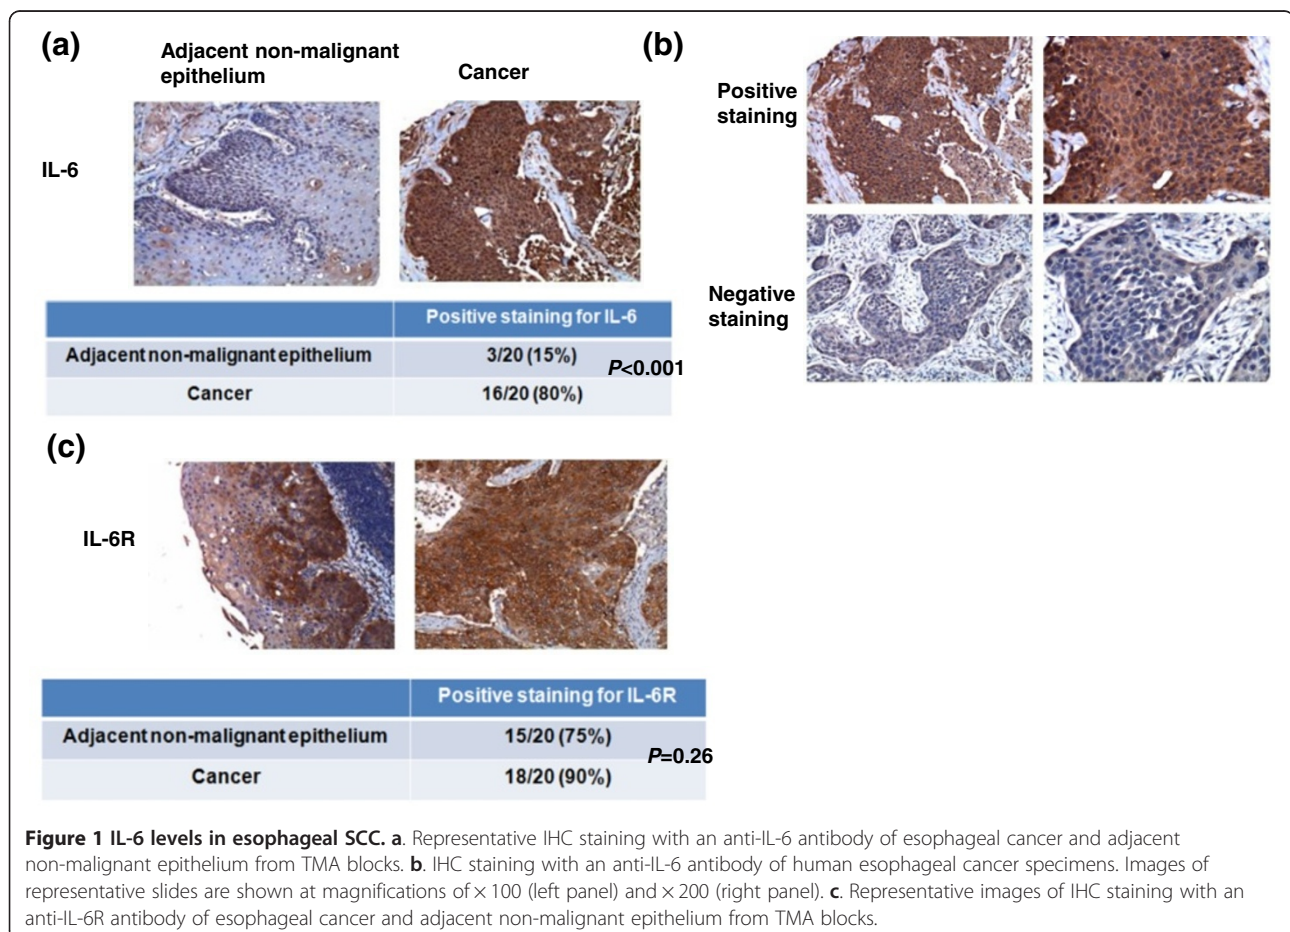 (a)
Adjacent non-malignant
epithelium
Cancer
IL-6
Positive staining for IL-6
Adjacent non-malignant epithelium 3/20 (15%)
P<0.001
Cancer 16/20 (80%)
(b)
Positive
staining
Negative
staining
(c)
IL-6R
Positive staining for IL-6R
Adjacent non-malignant epithelium 15/20 (75%)
P=0.26
Cancer 18/20 (90%)
Figure 1 IL-6 levels in esophageal SCC. a. Representative IHC staining with an anti-IL-6 antibody of esophageal cancer and adjacent
non-malignant epithelium from TMA blocks. b. IHC staining with an anti-IL-6 antibody of human esophageal cancer specimens. Images of
representative slides are shown at magnifications of × 100 (left panel) and × 200 (right panel). c. Representative images of IHC staining with an
anti-IL-6R antibody of esophageal cancer and adjacent non-malignant epithelium from TMA blocks.